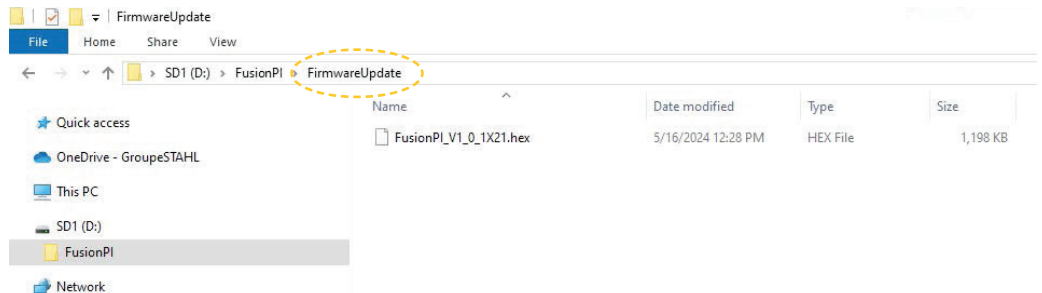 FirmwareUpdate
File Home Share View
SD1 (D:) > FusionPI > FirmwareUpdate
Name Date modified Type Size
Quick access
FusionPI_V1_0_1X21.hex 5/16/2024 12:28 PM HEX File 1,198 KB
OneDrive - GroupeSTAHL
This PC
SD1 (D:)
FusionPI
Network